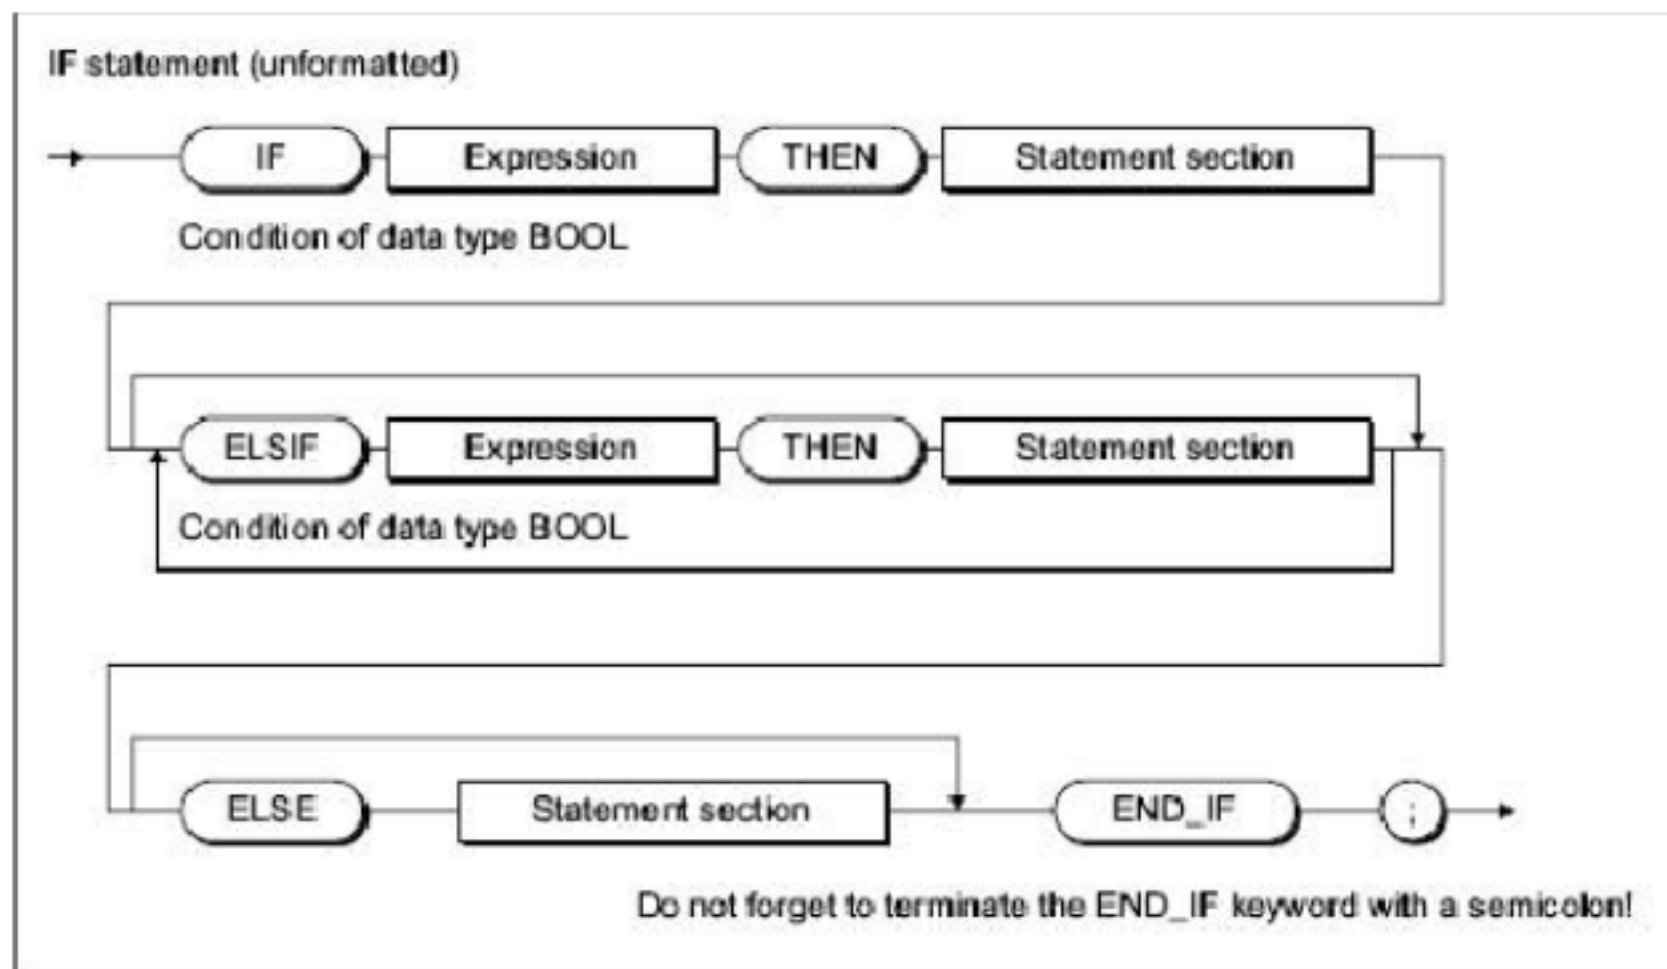 IF statement (unformatted)
IF Expression THEN Statement section
Condition of data type BOOL
ELSIF Expression THEN Statement section
Condition of data type BOOL
ELSE Statement section END_IF ;
Do not forget to terminate the END_IF keyword with a semicolon!